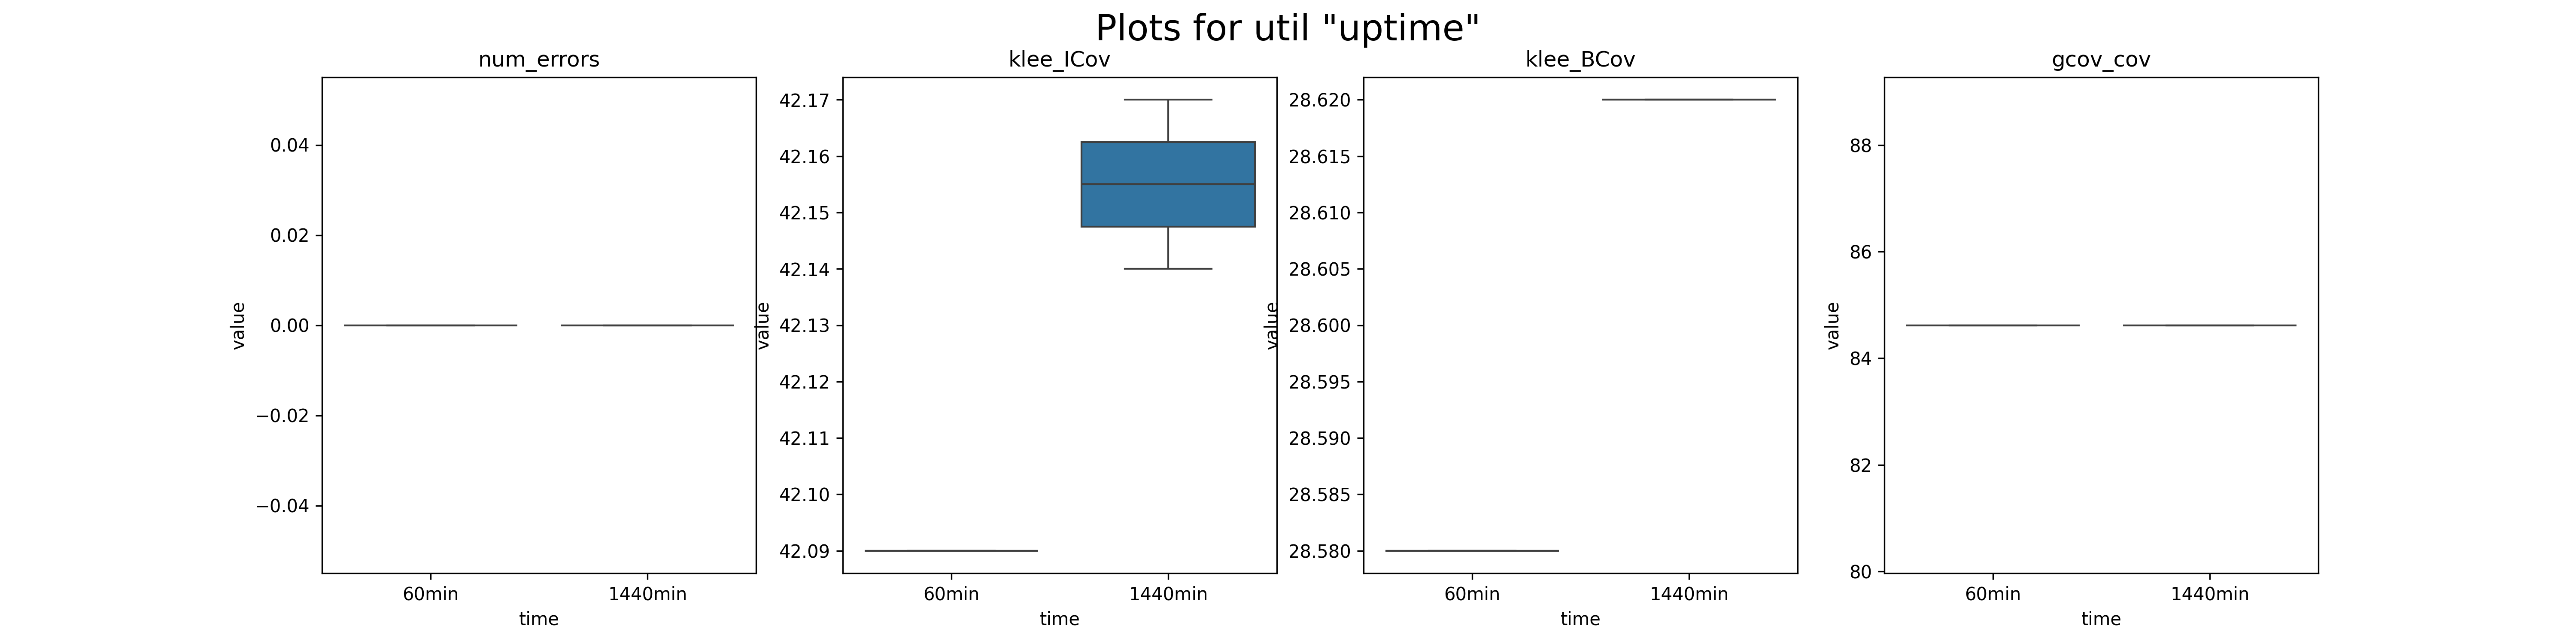 Plots for util "uptime"
num_errors
value
0.04
0.02
0.00
−0.02
−0.04
60min
1440min
time
klee_ICov
value
42.17
42.16
42.15
42.14
42.13
42.12
42.11
42.10
42.09
60min
1440min
time
klee_BCov
value
28.620
28.615
28.610
28.605
28.600
28.595
28.590
28.585
28.580
60min
1440min
time
gcov_cov
value
88
86
84
82
80
60min
1440min
time